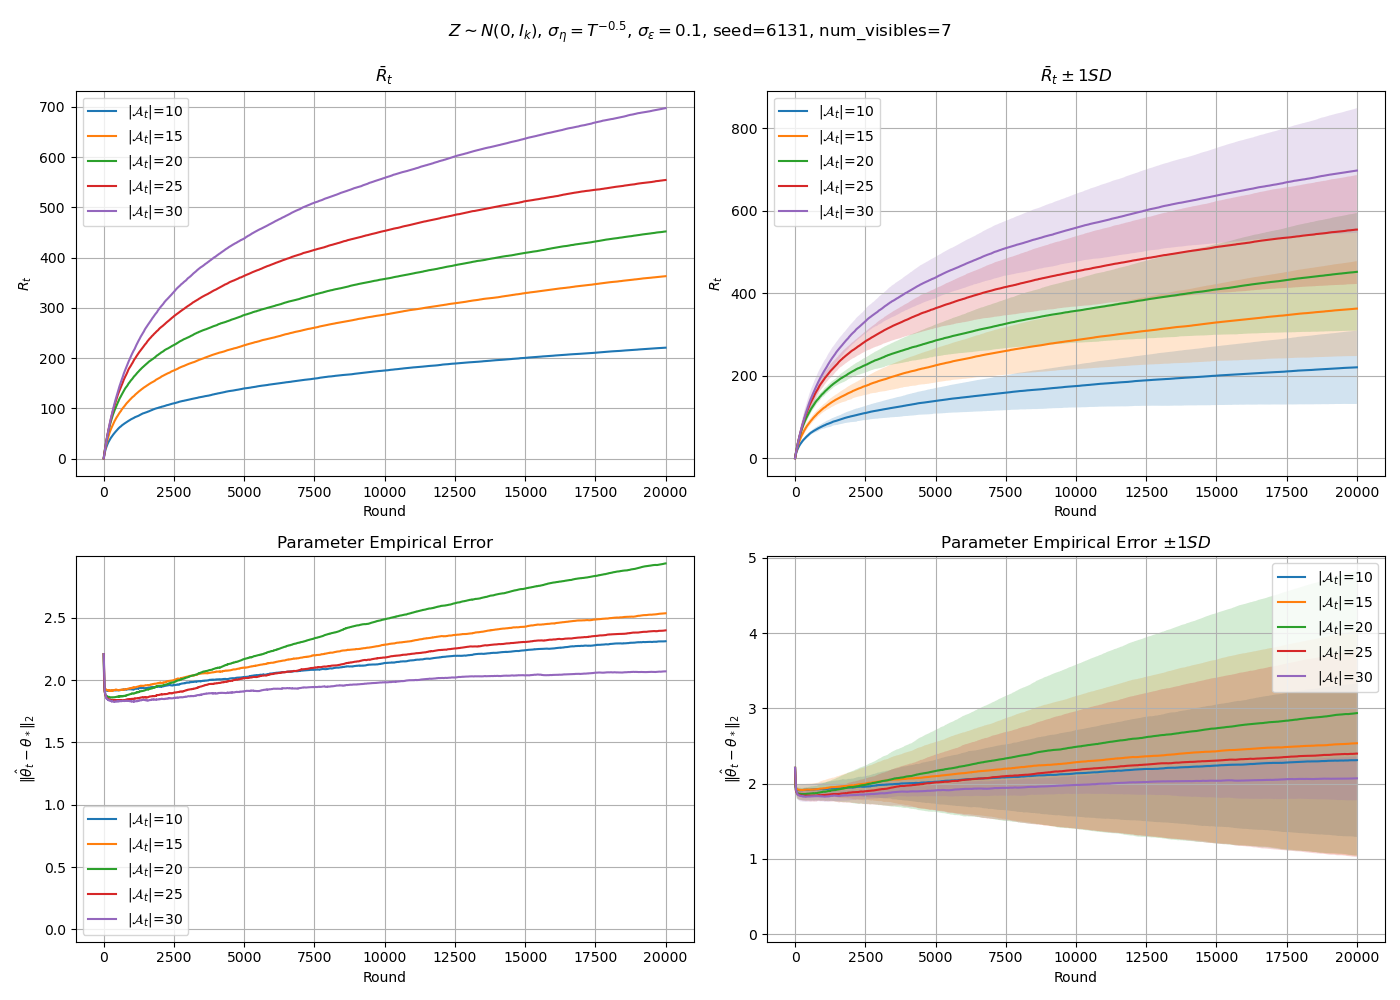 Z ~ N(0, I_k), σ_η = T^{-0.5}, σ_ε = 0.1, seed=6131, num_visibles=7
R̄_t
R_t
700
600
500
400
300
200
100
0
|𝒜_t|=10
|𝒜_t|=15
|𝒜_t|=20
|𝒜_t|=25
|𝒜_t|=30
0 2500 5000 7500 10000 12500 15000 17500 20000
Round
R̄_t ± 1SD
R_t
800
600
400
200
0
|𝒜_t|=10
|𝒜_t|=15
|𝒜_t|=20
|𝒜_t|=25
|𝒜_t|=30
0 2500 5000 7500 10000 12500 15000 17500 20000
Round
Parameter Empirical Error
‖θ̂_t − θ_*‖_2
2.5
2.0
1.5
1.0
0.5
0.0
|𝒜_t|=10
|𝒜_t|=15
|𝒜_t|=20
|𝒜_t|=25
|𝒜_t|=30
0 2500 5000 7500 10000 12500 15000 17500 20000
Round
Parameter Empirical Error ±1SD
‖θ̂_t − θ_*‖_2
5
4
3
2
1
0
|𝒜_t|=10
|𝒜_t|=15
|𝒜_t|=20
|𝒜_t|=25
|𝒜_t|=30
0 2500 5000 7500 10000 12500 15000 17500 20000
Round